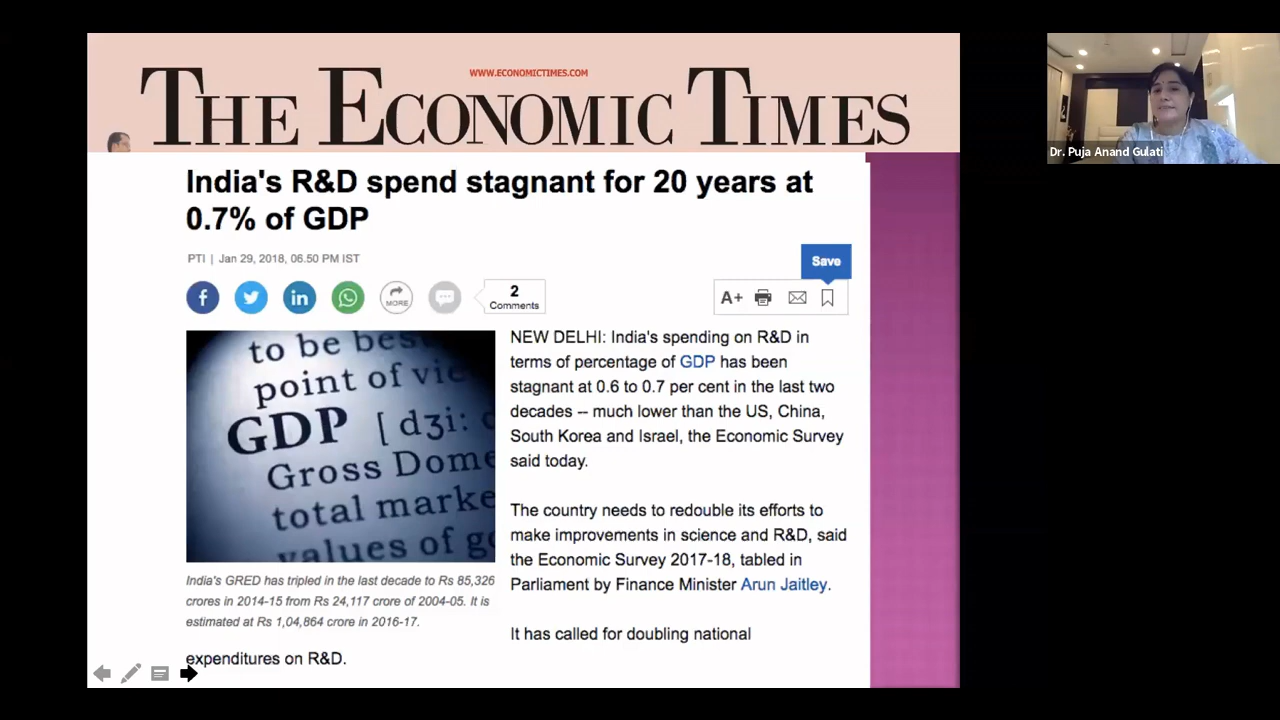 WWW.ECONOMICTIMES.COM
THE ECONOMIC TIMES
India's R&D spend stagnant for 20 years at
0.7% of GDP
PTI | Jan 29, 2018, 06.50 PM IST
Save
MORE
2
Comments
A+
to be best
point of vie
GDP [dʒi:
Gross Dome
total marke
values of go
India's GRED has tripled in the last decade to Rs 85,326
crores in 2014-15 from Rs 24,117 crore of 2004-05. It is
estimated at Rs 1,04,864 crore in 2016-17.
NEW DELHI: India's spending on R&D in
terms of percentage of GDP has been
stagnant at 0.6 to 0.7 per cent in the last two
decades -- much lower than the US, China,
South Korea and Israel, the Economic Survey
said today.
The country needs to redouble its efforts to
make improvements in science and R&D, said
the Economic Survey 2017-18, tabled in
Parliament by Finance Minister Arun Jaitley.
It has called for doubling national
expenditures on R&D.
Dr. Puja Anand Gulati